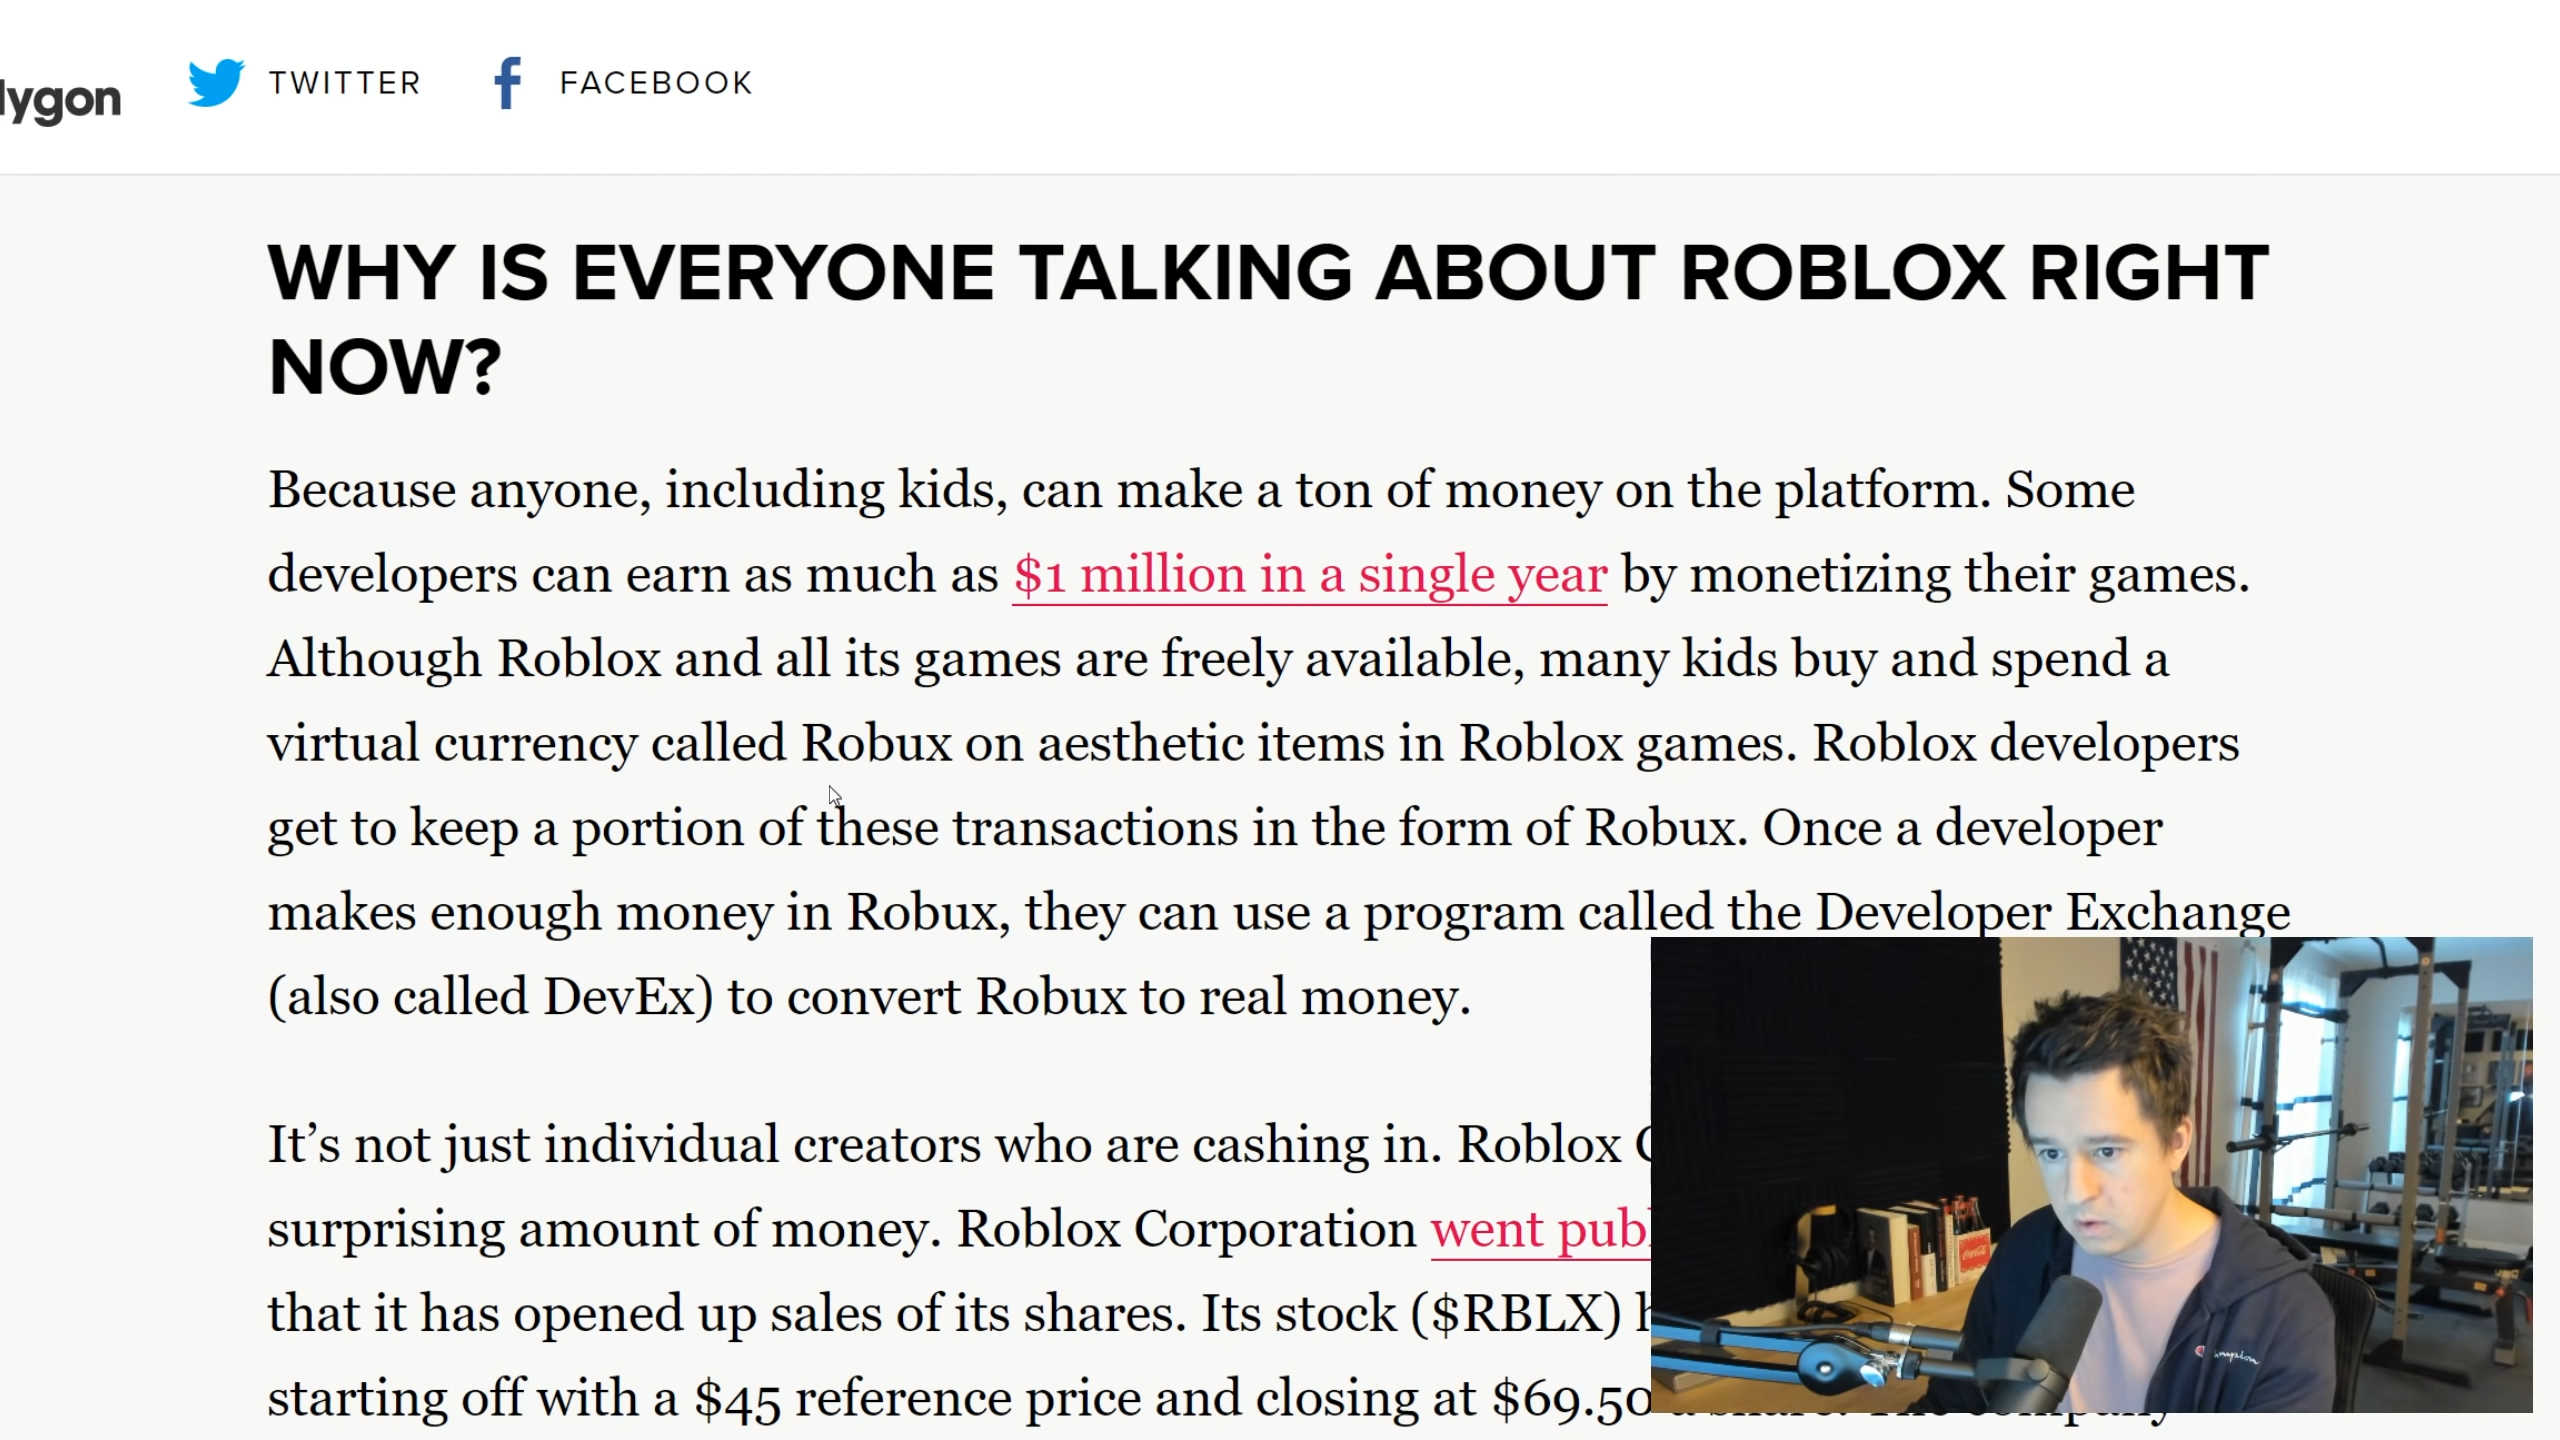 lygon TWITTER FACEBOOK
WHY IS EVERYONE TALKING ABOUT ROBLOX RIGHT
NOW?
Because anyone, including kids, can make a ton of money on the platform. Some
developers can earn as much as $1 million in a single year by monetizing their games.
Although Roblox and all its games are freely available, many kids buy and spend a
virtual currency called Robux on aesthetic items in Roblox games. Roblox developers
get to keep a portion of these transactions in the form of Robux. Once a developer
makes enough money in Robux, they can use a program called the Developer Exchange
(also called DevEx) to convert Robux to real money.
It’s not just individual creators who are cashing in. Roblox
surprising amount of money. Roblox Corporation went publ
that it has opened up sales of its shares. Its stock ($RBLX)
starting off with a $45 reference price and closing at $69.50
Coca-Cola